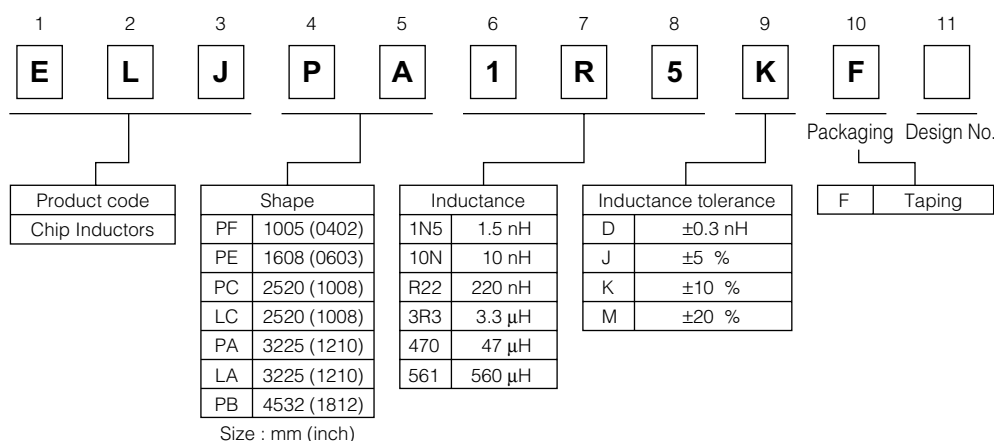 1 2 3 4 5 6 7 8 9 10 11
E L J P A 1 R 5 K F
Packaging Design No.
Product code
Chip Inductors
Shape
PF 1005 (0402)
PE 1608 (0603)
PC 2520 (1008)
LC 2520 (1008)
PA 3225 (1210)
LA 3225 (1210)
PB 4532 (1812)
Size : mm (inch)
Inductance
1N5 1.5 nH
10N 10 nH
R22 220 nH
3R3 3.3 µH
470 47 µH
561 560 µH
Inductance tolerance
D ±0.3 nH
J ±5 %
K ±10 %
M ±20 %
F Taping